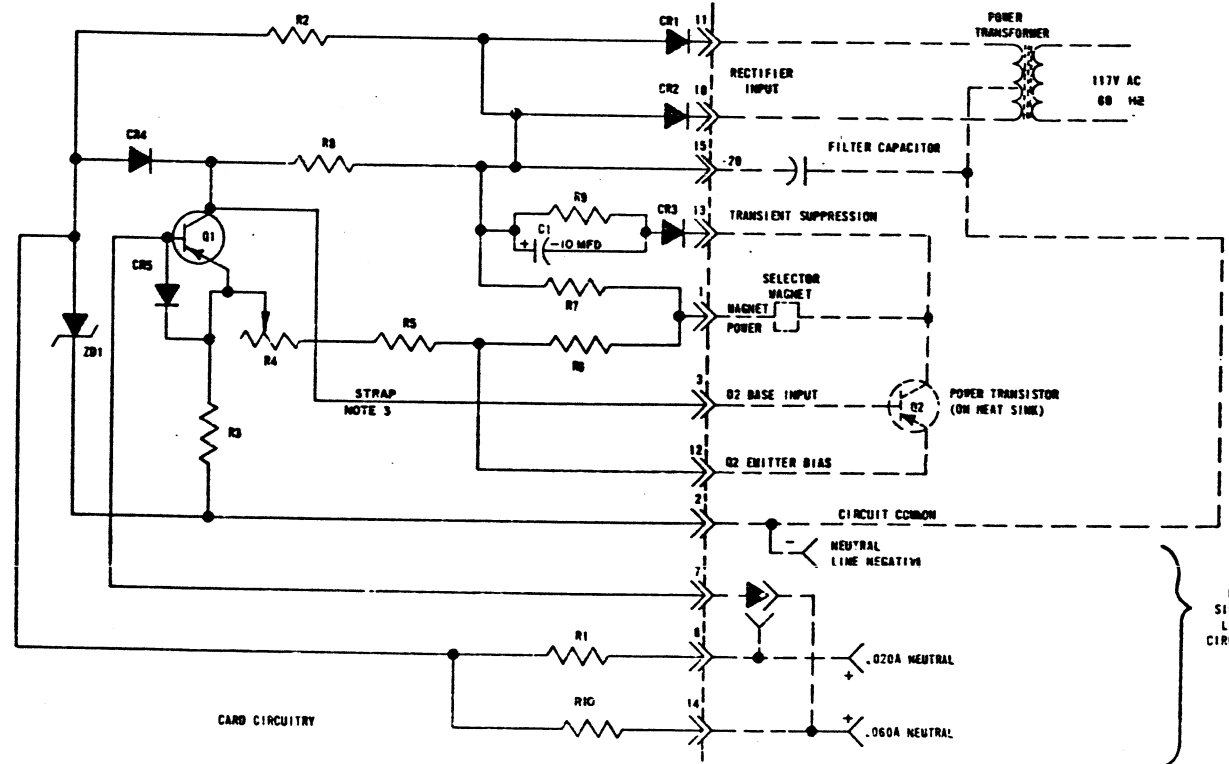 R2
CR1
11
POWER
TRANSFORMER
RECTIFIER
INPUT
117V AC
60 HZ
CR2
10
CR4
R8
15
-20
FILTER CAPACITOR
R9
CR3
13
TRANSIENT SUPPRESSION
C1
+
-10 MFD
Q1
CR5
SELECTOR
MAGNET
1
MAGNET
POWER
R7
ZD1
R4
R5
R6
STRAP
NOTE 3
3
Q2 BASE INPUT
Q2
POWER TRANSISTOR
(ON HEAT SINK)
R3
12
Q2 EMITTER BIAS
2
CIRCUIT COMMON
-
NEUTRAL
LINE NEGATIVE
7
R1
.020A NEUTRAL
+
CARD CIRCUITRY
R10
14
+
.060A NEUTRAL